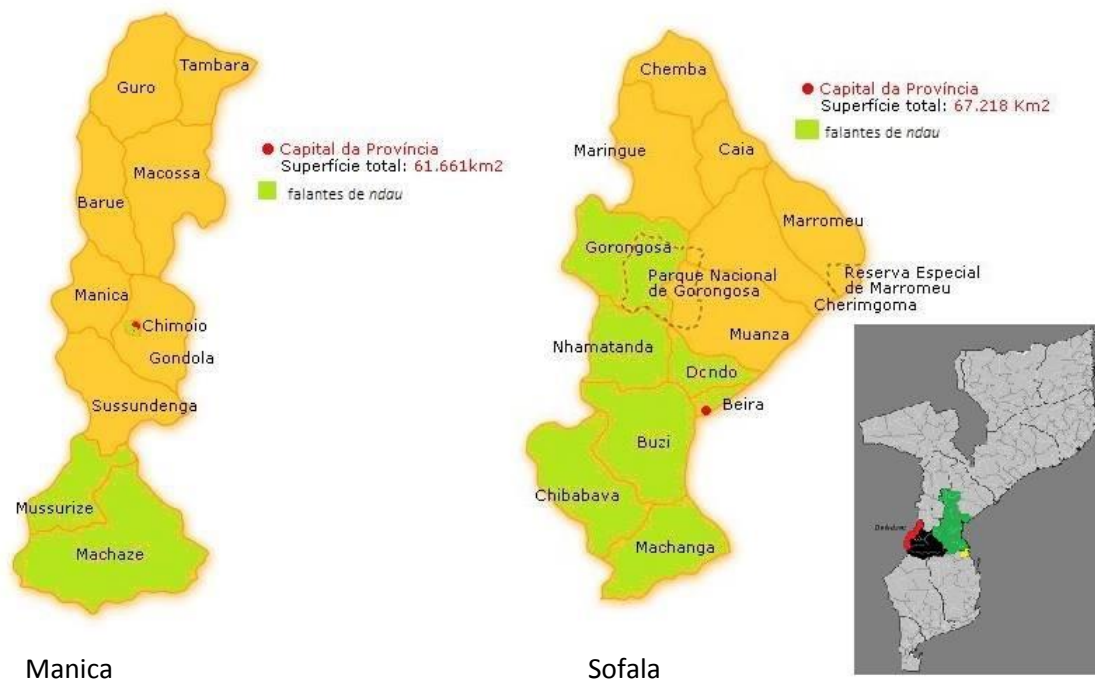 Tambara
Guro
Capital da Província
Superfície total: 61.661km2
falantes de ndau
Macossa
Barue
Manica
Chimoio
Gondola
Sussundenga
Mussurize
Machaze
Manica
Chemba
Capital da Província
Superfície total: 67.218 Km2
falantes de ndau
Maringue
Caia
Marromeu
Gorongosa
Parque Nacional
de Gorongosa
Reserva Especial
de Marromeu
Cherimgoma
Muanza
Nhamatanda
Dcndo
Beira
Buzi
Chibabava
Machanga
Sofala